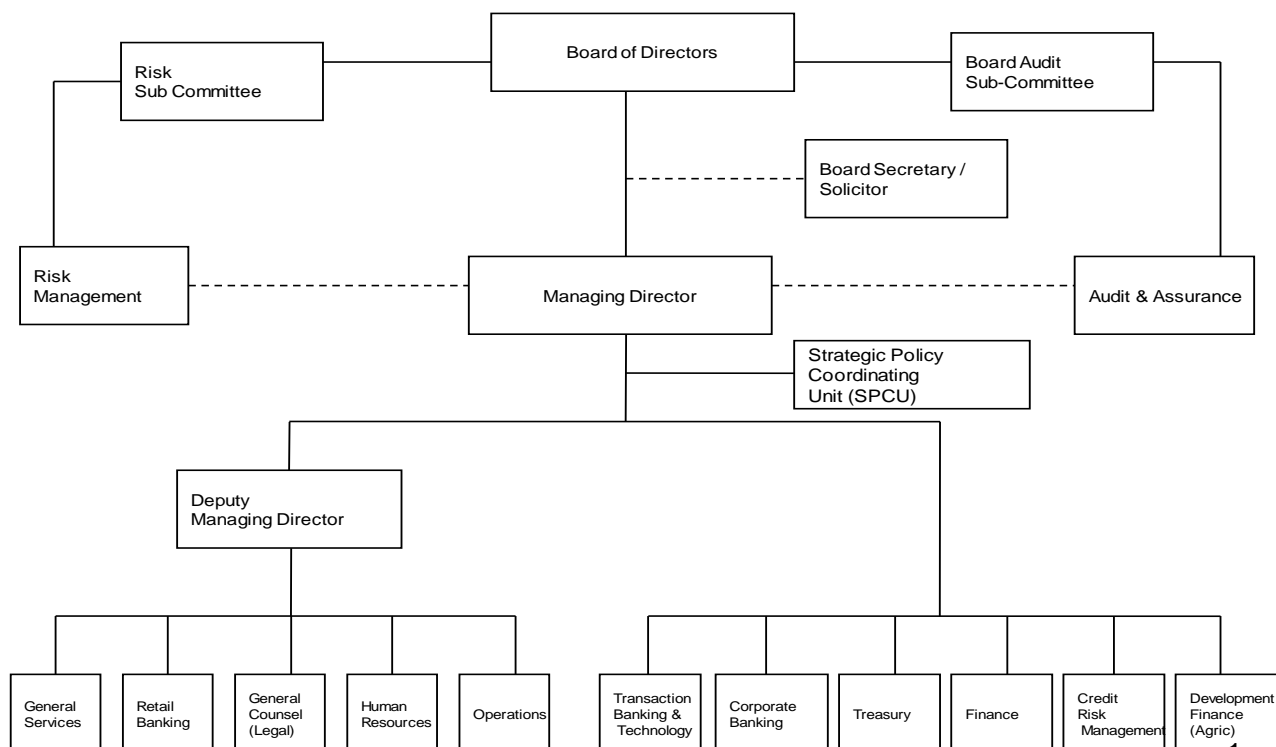 Board of Directors
Risk
Sub Committee
Board Audit
Sub-Committee
Board Secretary /
Solicitor
Risk
Management
Managing Director
Audit & Assurance
Strategic Policy
Coordinating
Unit (SPCU)
Deputy
Managing Director
General
Services
Retail
Banking
General
Counsel
(Legal)
Human
Resources
Operations
Transaction
Banking &
Technology
Corporate
Banking
Treasury
Finance
Credit
Risk
Management
Development
Finance
(Agric)